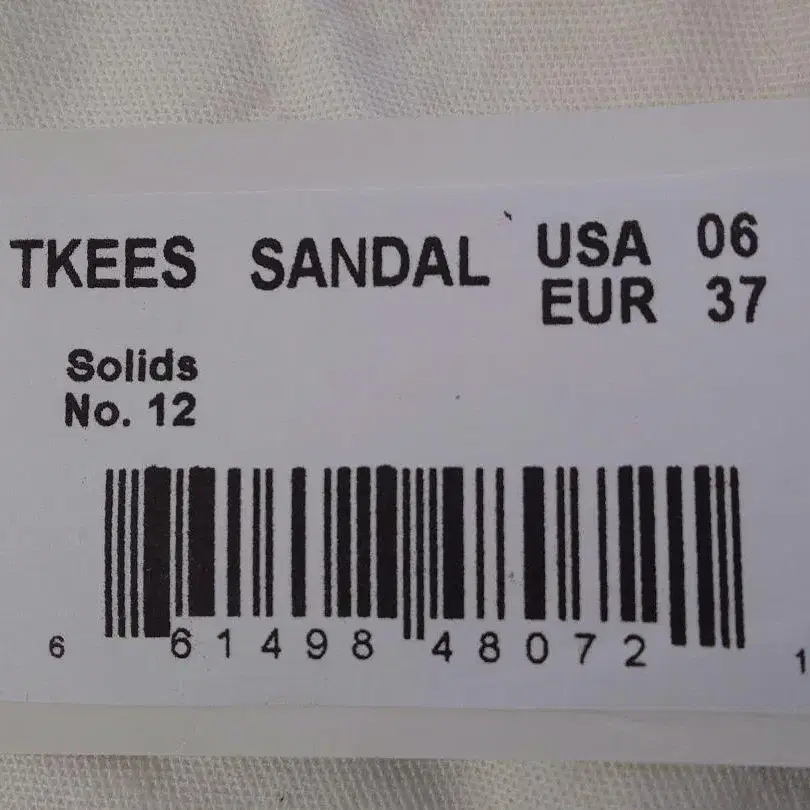 TKEES SANDAL USA 06
EUR 37
Solids
No. 12
6 61498 48072 1